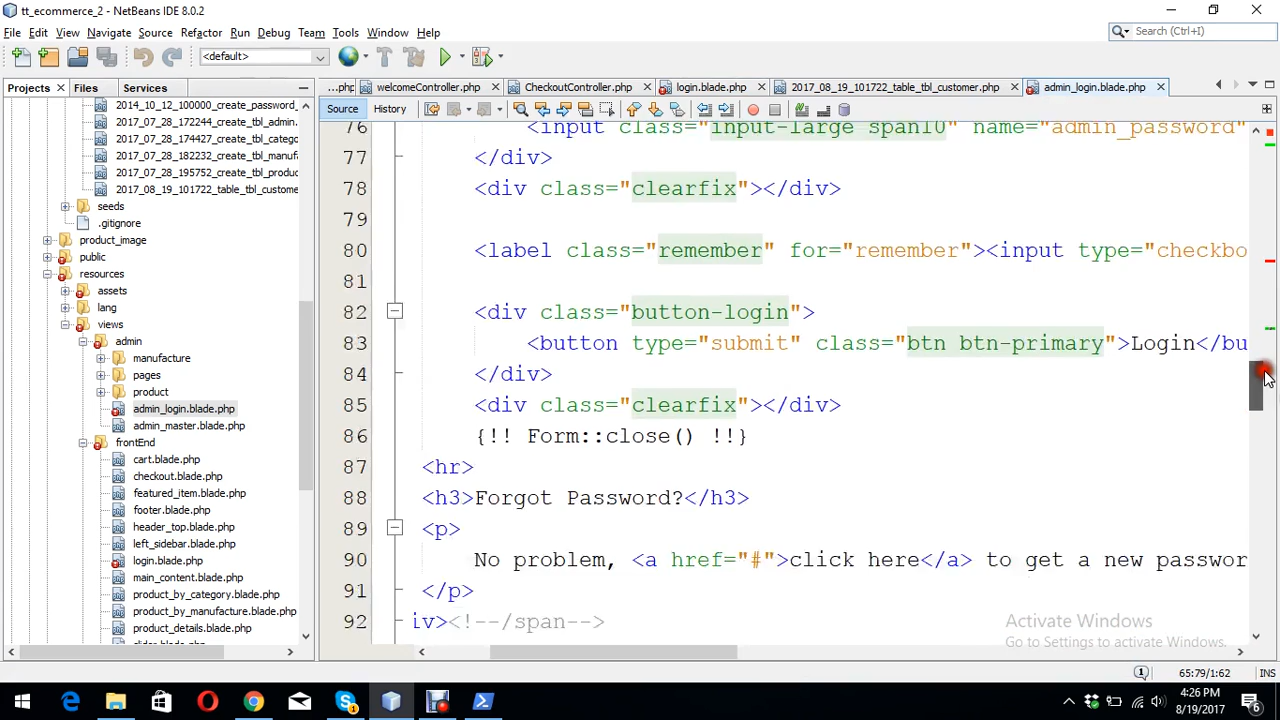 tt_ecommerce_2 - NetBeans IDE 8.0.2
File Edit View Navigate Source Refactor Run Debug Team Tools Window Help
Search (Ctrl+I)
<default>
Projects Files Services
...php welcomeController.php CheckoutController.php login.blade.php 2017_08_19_101722_table_tbl_customer.php admin_login.blade.php
Source History
2014_10_12_100000_create_password_
2017_07_28_172244_create_tbl_admin.
2017_07_28_174427_create_tbl_catego
2017_07_28_182232_create_tbl_manufa
2017_07_28_195752_create_tbl_produc
2017_08_19_101722_table_tbl_custome
seeds
.gitignore
product_image
public
resources
assets
lang
views
admin
manufacture
pages
product
admin_login.blade.php
admin_master.blade.php
frontEnd
cart.blade.php
checkout.blade.php
featured_item.blade.php
footer.blade.php
header_top.blade.php
left_sidebar.blade.php
login.blade.php
main_content.blade.php
product_by_category.blade.php
product_by_manufacture.blade.php
product_details.blade.php
76 <input class="input-large span10" name="admin_password"
77 </div>
78 <div class="clearfix"></div>
79
80 <label class="remember" for="remember"><input type="checkbo
81
82 <div class="button-login">
83 <button type="submit" class="btn btn-primary">Login</bu
84 </div>
85 <div class="clearfix"></div>
86 {!! Form::close() !!}
87 <hr>
88 <h3>Forgot Password?</h3>
89 <p>
90 No problem, <a href="#">click here</a> to get a new passwor
91 </p>
92 iv><!--/span-->
Activate Windows
Go to Settings to activate Windows.
1 65:79/1:62 INS
4:26 PM
8/19/2017
6